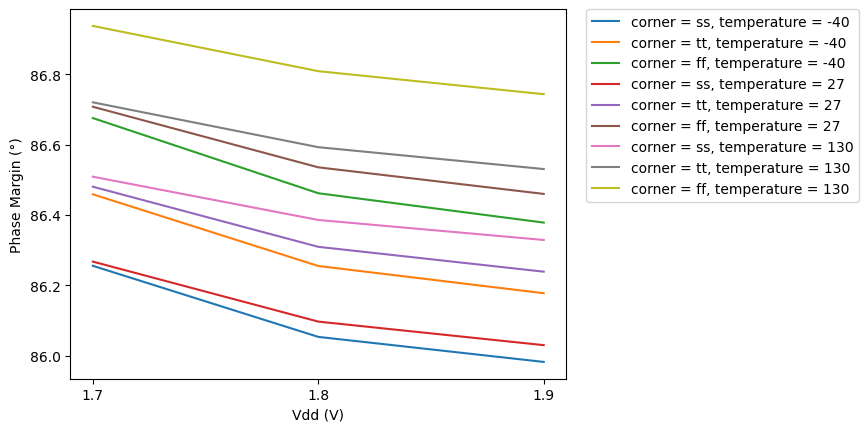 86.8
86.6
86.4
86.2
86.0
Phase Margin (°)
1.7
1.8
1.9
Vdd (V)
corner = ss, temperature = -40
corner = tt, temperature = -40
corner = ff, temperature = -40
corner = ss, temperature = 27
corner = tt, temperature = 27
corner = ff, temperature = 27
corner = ss, temperature = 130
corner = tt, temperature = 130
corner = ff, temperature = 130